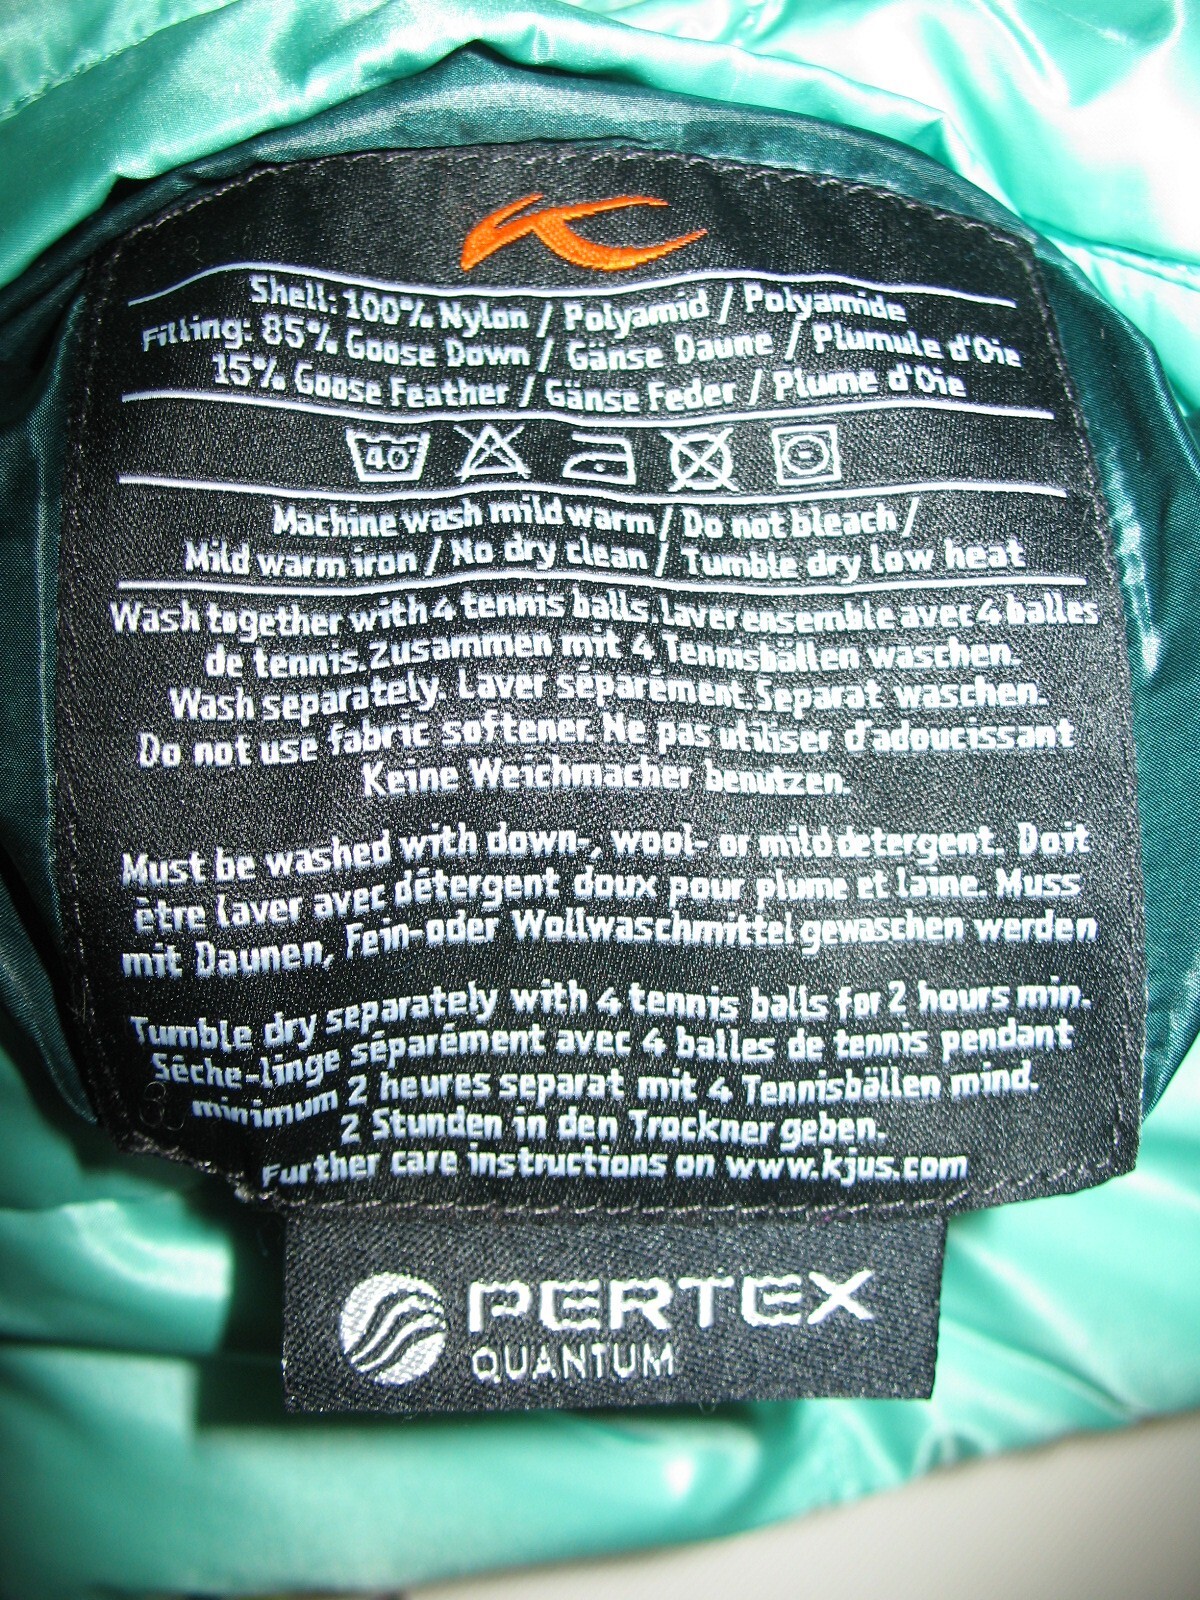 Shell: 100% Nylon / Polyamid / Polyamide
Filling: 85% Goose Down / Gänse Daune / Plumule d'Oie
15% Goose Feather / Gänse Feder / Plume d'Oie
40°
Machine wash mild warm / Do not bleach /
Mild warm iron / No dry clean / Tumble dry low heat
Wash together with 4 tennis balls. Laver ensemble avec 4 balles
de tennis. Zusammen mit 4 Tennisbällen waschen.
Wash separately. Laver séparément. Separat waschen.
Do not use fabric softener. Ne pas utiliser d'adoucissant
Keine Weichmacher benutzen.
Must be washed with down-, wool- or mild detergent. Doit
être laver avec détergent doux pour plume et laine. Muss
mit Daunen, Fein-oder Wollwaschmittel gewaschen werden
Tumble dry separately with 4 tennis balls for 2 hours min.
Sèche-linge séparément avec 4 balles de tennis pendant
minimum 2 heures separat mit 4 Tennisbällen mind.
2 Stunden in den Trockner geben.
Further care instructions on www.kjus.com
PERTEX
QUANTUM